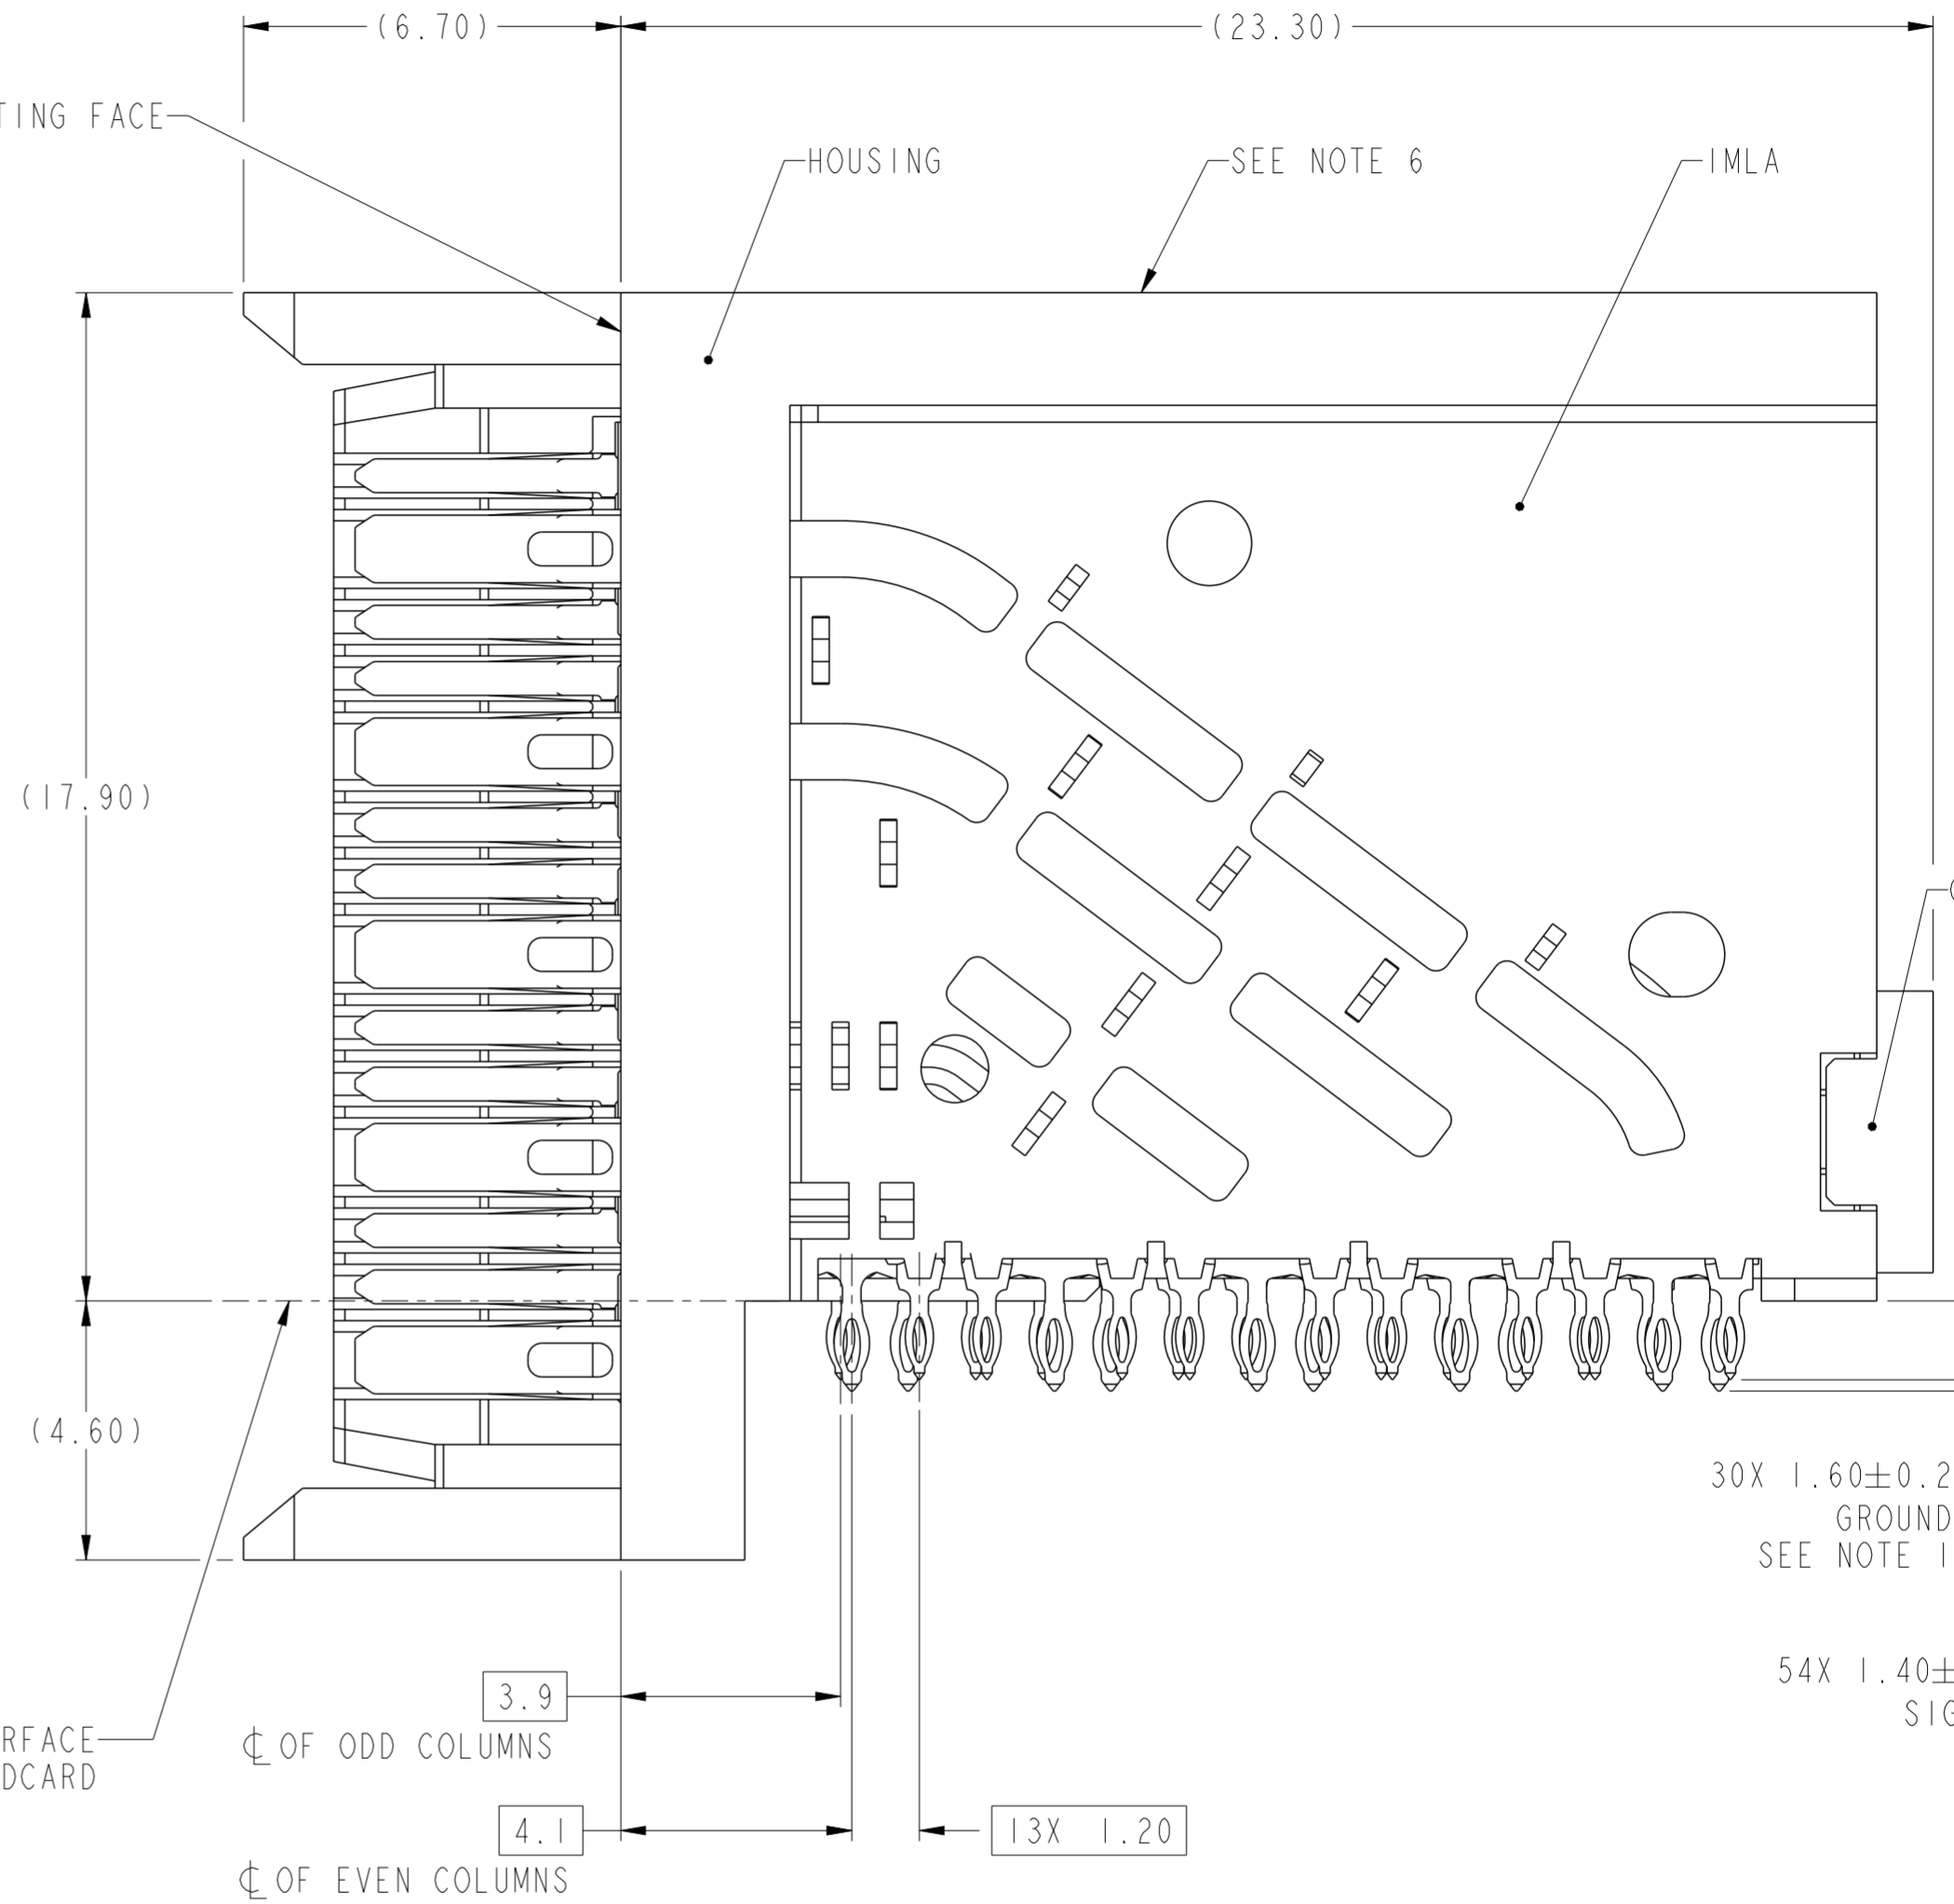 (6.70)
(23.30)
TING FACE
HOUSING
SEE NOTE 6
IMLA
(17.90)
(
(4.60)
30X 1.60±0.2
GROUND
SEE NOTE 1
54X 1.40±
SIG
3.9
℄ OF ODD COLUMNS
RFACE
DCARD
4.1
13X 1.20
℄ OF EVEN COLUMNS